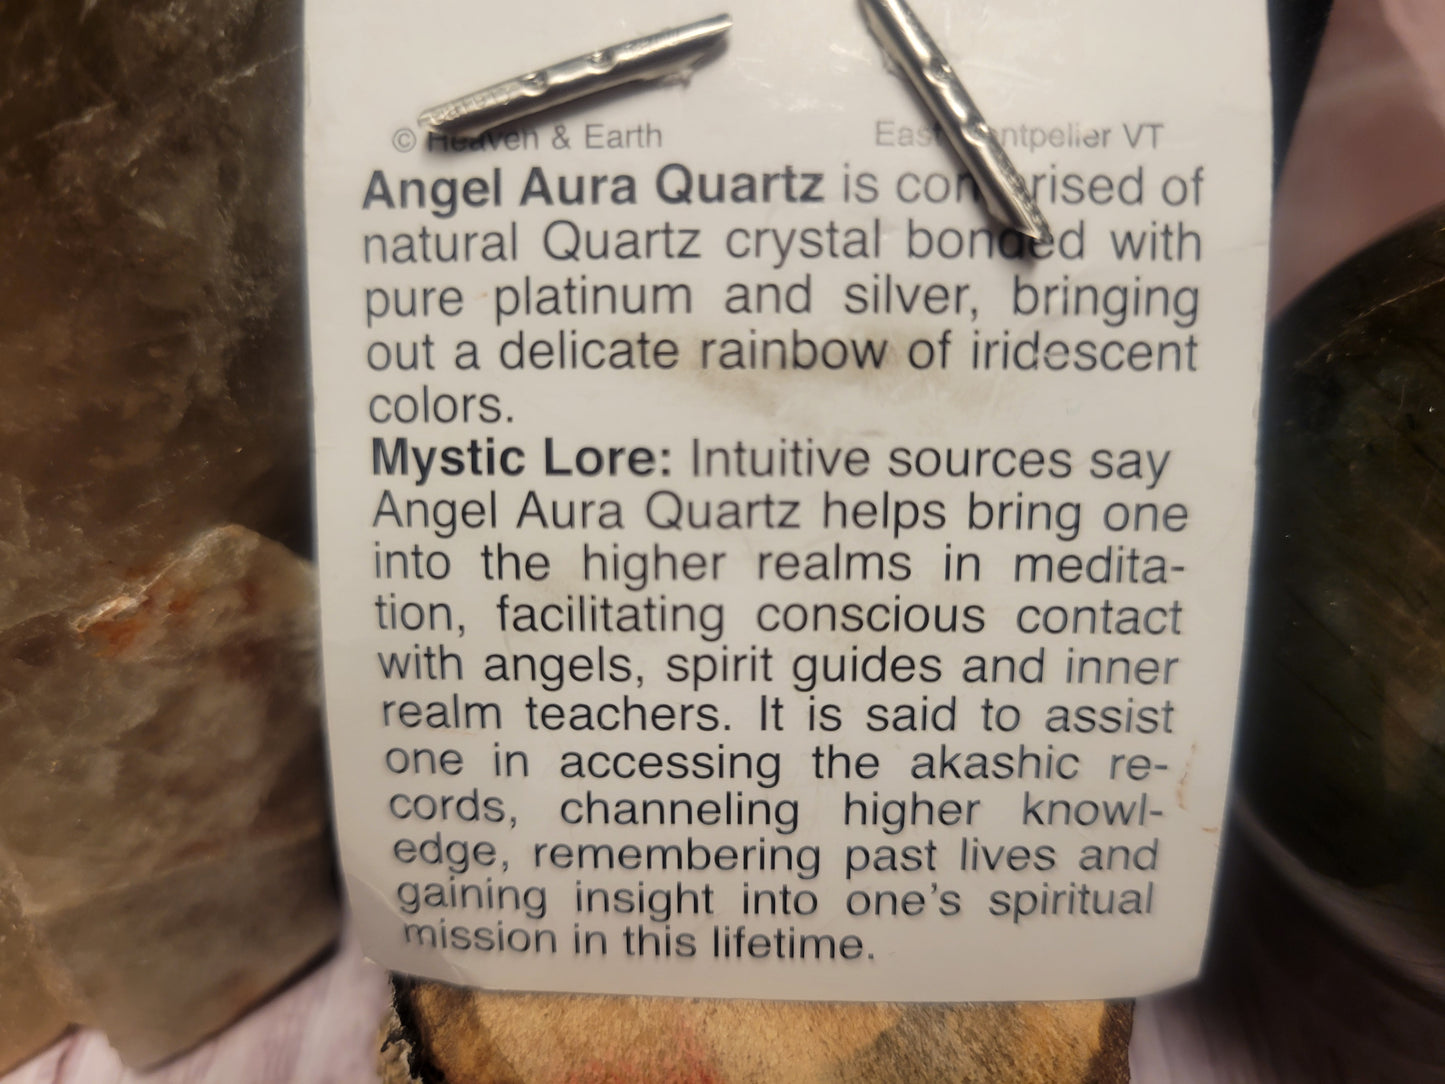 © Heaven & Earth East Montpelier VT
Angel Aura Quartz is comprised of
natural Quartz crystal bonded with
pure platinum and silver, bringing
out a delicate rainbow of iridescent
colors.
Mystic Lore: Intuitive sources say
Angel Aura Quartz helps bring one
into the higher realms in medita-
tion, facilitating conscious contact
with angels, spirit guides and inner
realm teachers. It is said to assist
one in accessing the akashic re-
cords, channeling higher knowl-
edge, remembering past lives and
gaining insight into one's spiritual
mission in this lifetime.